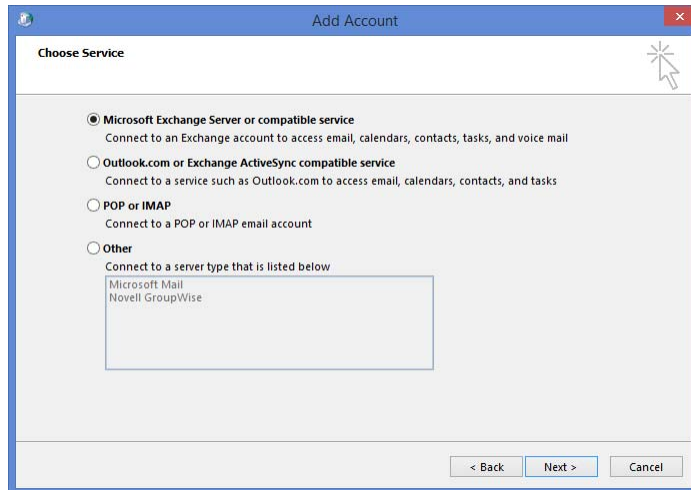 Add Account
Choose Service
Microsoft Exchange Server or compatible service
Connect to an Exchange account to access email, calendars, contacts, tasks, and voice mail
Outlook.com or Exchange ActiveSync compatible service
Connect to a service such as Outlook.com to access email, calendars, contacts, and tasks
POP or IMAP
Connect to a POP or IMAP email account
Other
Connect to a server type that is listed below
Microsoft Mail
Novell GroupWise
< Back Next > Cancel